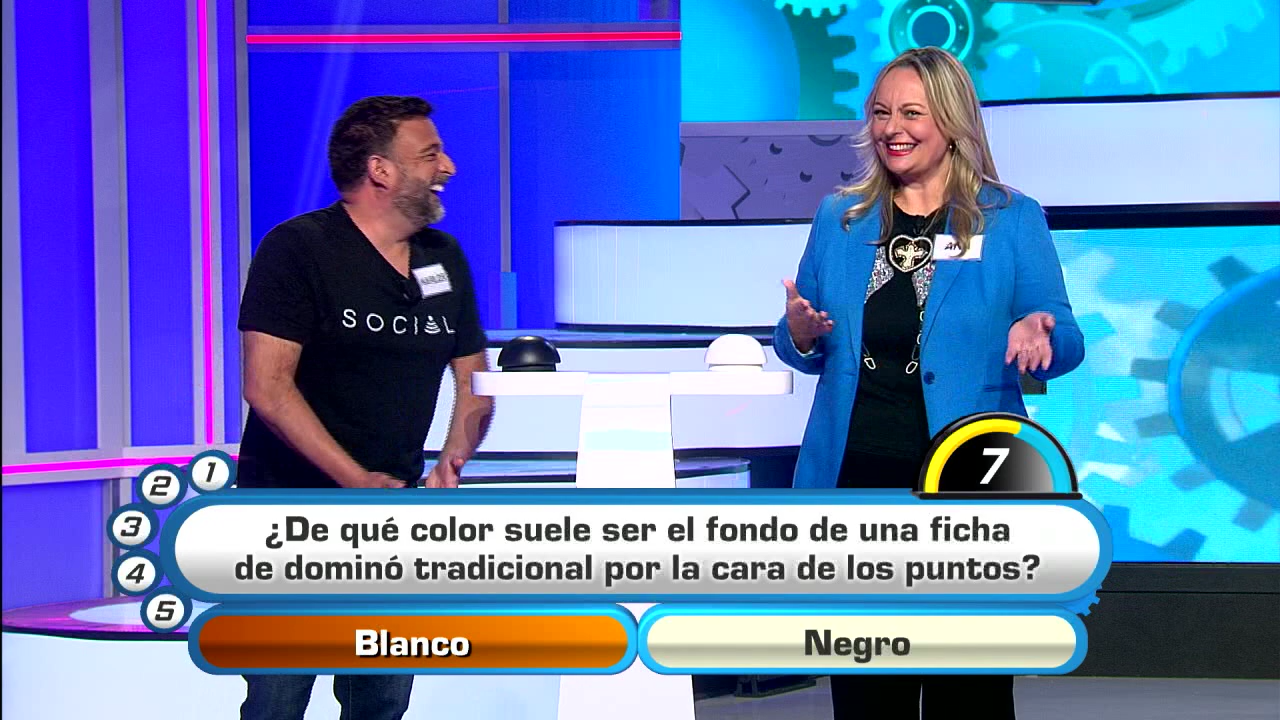 SOCIAL
7
1
2
3
4
5
¿De qué color suele ser el fondo de una ficha
de dominó tradicional por la cara de los puntos?
Blanco
Negro